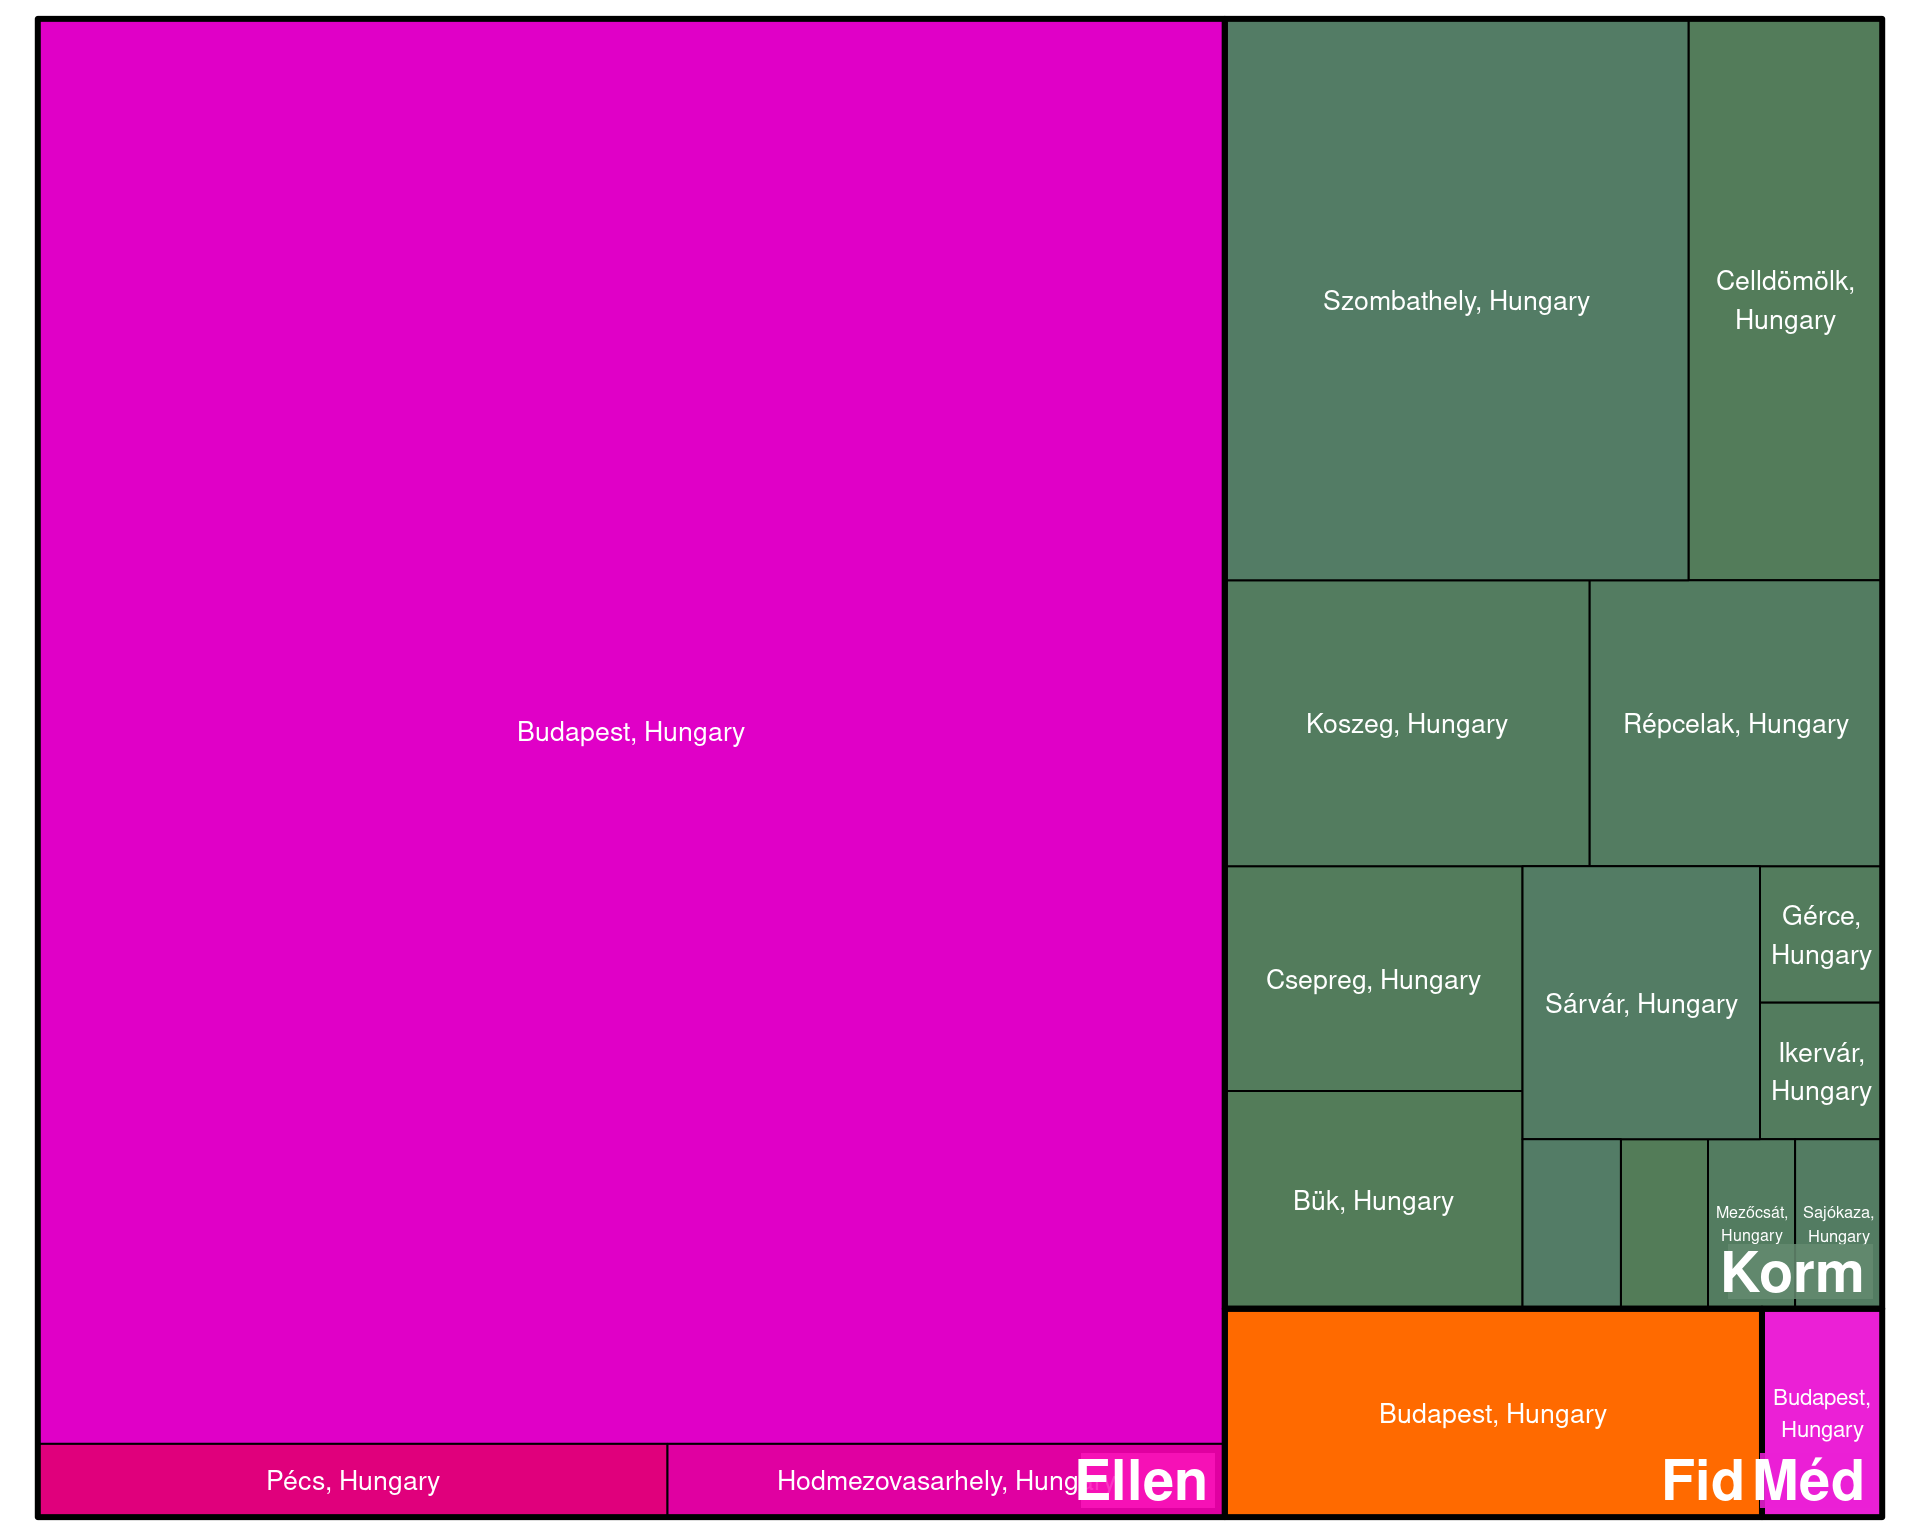 Budapest, Hungary
Pécs, Hungary
Hodmezovasarhely, Hungary
Ellen
Szombathely, Hungary
Celldömölk,
Hungary
Koszeg, Hungary
Répcelak, Hungary
Csepreg, Hungary
Sárvár, Hungary
Gérce,
Hungary
Ikervár,
Hungary
Bük, Hungary
Mezőcsát,
Hungary
Sajókaza,
Hungary
Korm
Budapest, Hungary
Fid
Budapest,
Hungary
Méd